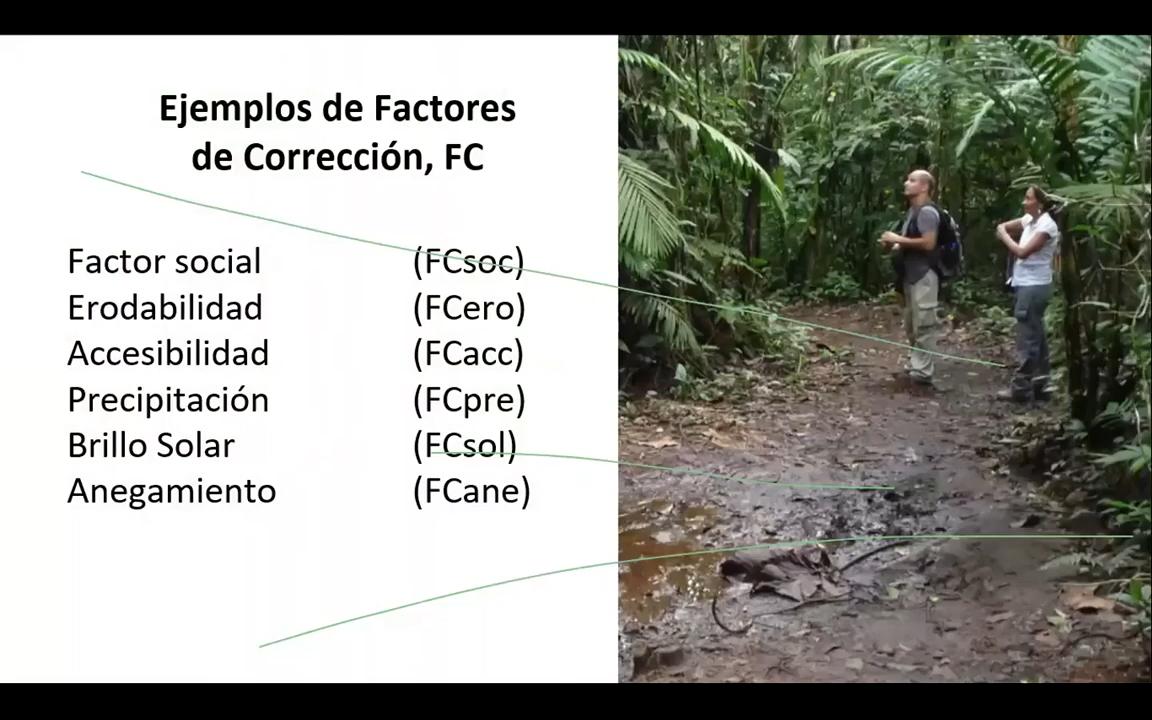 Ejemplos de Factores
de Corrección, FC
Factor social (FCsoc)
Erodabilidad (FCero)
Accesibilidad (FCacc)
Precipitación (FCpre)
Brillo Solar (FCsol)
Anegamiento (FCane)